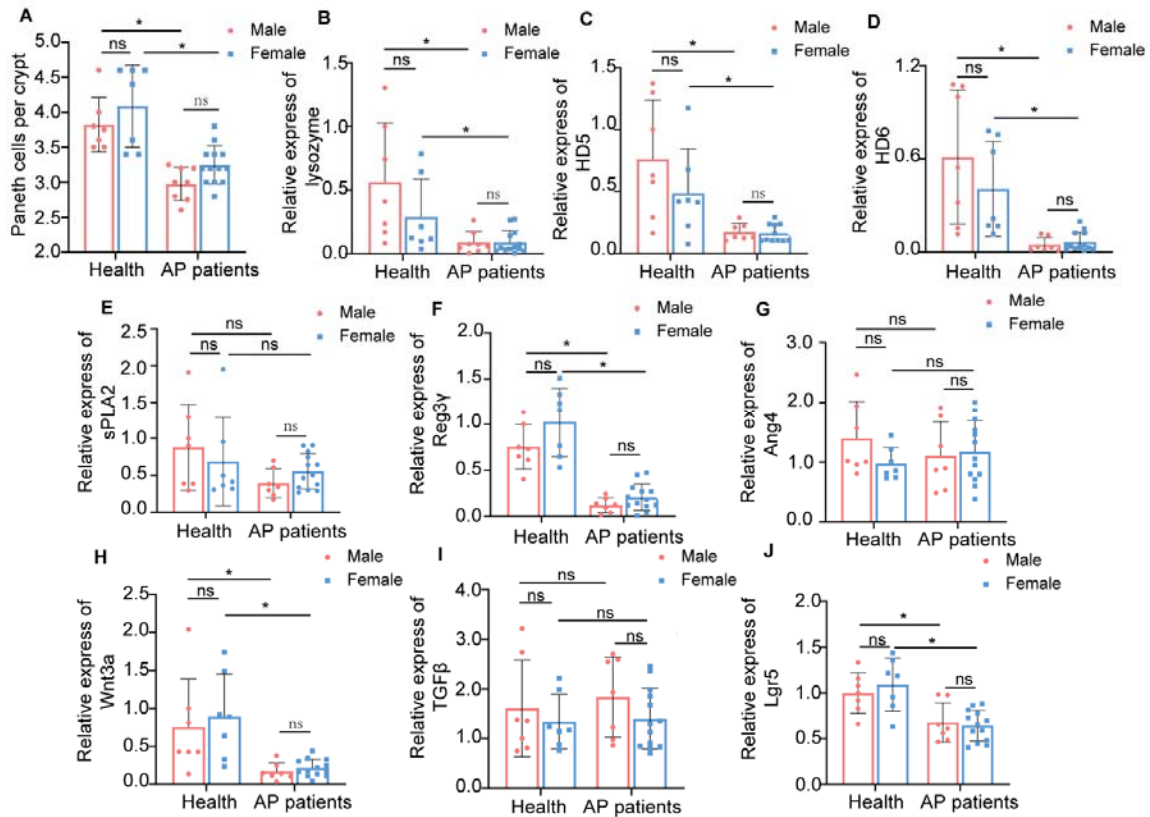 A
Male
Female
*
ns
*
ns
Paneth cells per crypt
5.0
4.5
4.0
3.5
3.0
2.5
2.0
Health
AP patients
B
Male
Female
*
ns
*
ns
Relative express of
lysozyme
1.5
1.0
0.5
0.0
Health
AP patients
C
Male
Female
*
ns
*
ns
Relative express of
HD5
1.5
1.0
0.5
0.0
Health
AP patients
D
Male
Female
*
ns
*
ns
Relative express of
HD6
1.2
0.6
0.0
Health
AP patients
E
Male
Female
ns
ns
ns
ns
Relative express of
sPLA2
2.5
2.0
1.5
1.0
0.5
0.0
Health
AP patients
F
Male
Female
*
ns
*
ns
Relative express of
Reg3γ
2.0
1.5
1.0
0.5
0.0
Health
AP patients
G
Male
Female
ns
ns
ns
ns
Relative express of
Ang4
3.0
2.0
1.0
0.0
Health
AP patients
H
Male
Female
*
ns
*
ns
Relative express of
Wnt3a
2.5
2.0
1.5
1.0
0.5
0.0
Health
AP patients
I
Male
Female
ns
ns
ns
ns
Relative express of
TGFβ
4.0
3.0
2.0
1.0
0.0
Health
AP patients
J
Male
Female
*
ns
*
ns
Relative express of
Lgr5
2.0
1.5
1.0
0.5
0.0
Health
AP patients